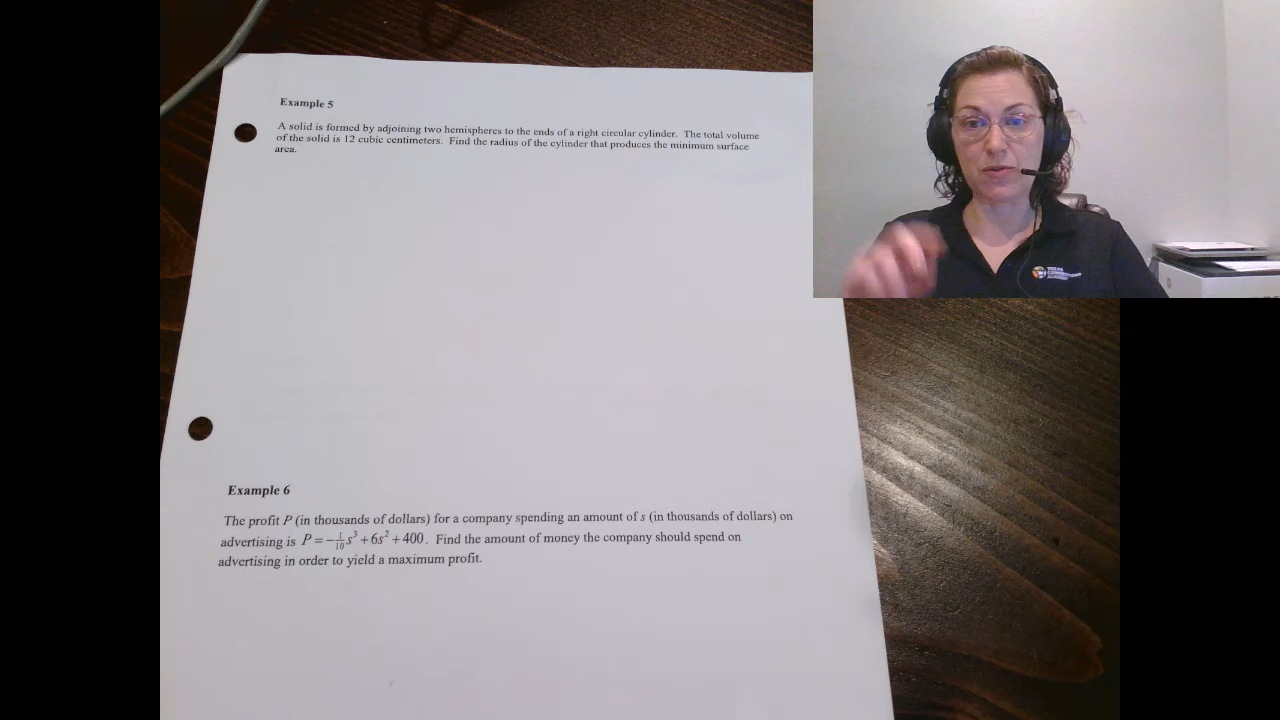 Example 5
A solid is formed by adjoining two hemispheres to the ends of a right circular cylinder. The total volume
of the solid is 12 cubic centimeters. Find the radius of the cylinder that produces the minimum surface
area.
Example 6
The profit P (in thousands of dollars) for a company spending an amount of s (in thousands of dollars) on
advertising is P = -1/10 s³ + 6s² + 400. Find the amount of money the company should spend on
advertising in order to yield a maximum profit.